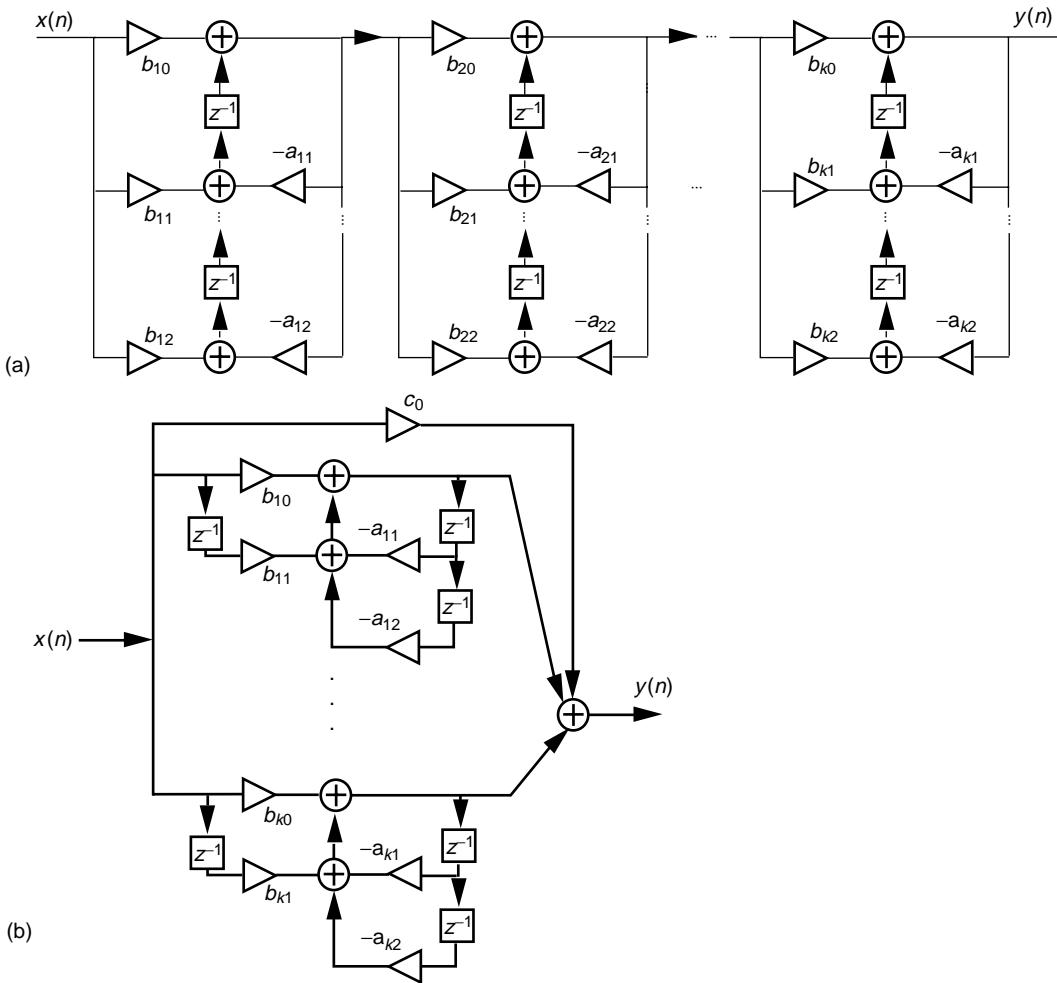 x(n) y(n)
b10 b20 ... bk0
z−1 z−1 z−1
−a11 −a21 −ak1
b11 b21 ... bk1
z−1 z−1 z−1
−a12 −a22 −ak2
b12 b22 bk2
(a)
c0
b10
z−1 z−1
−a11
b11
z−1
−a12
x(n)
y(n)
bk0
z−1 z−1
−ak1
bk1
z−1
−ak2
(b)